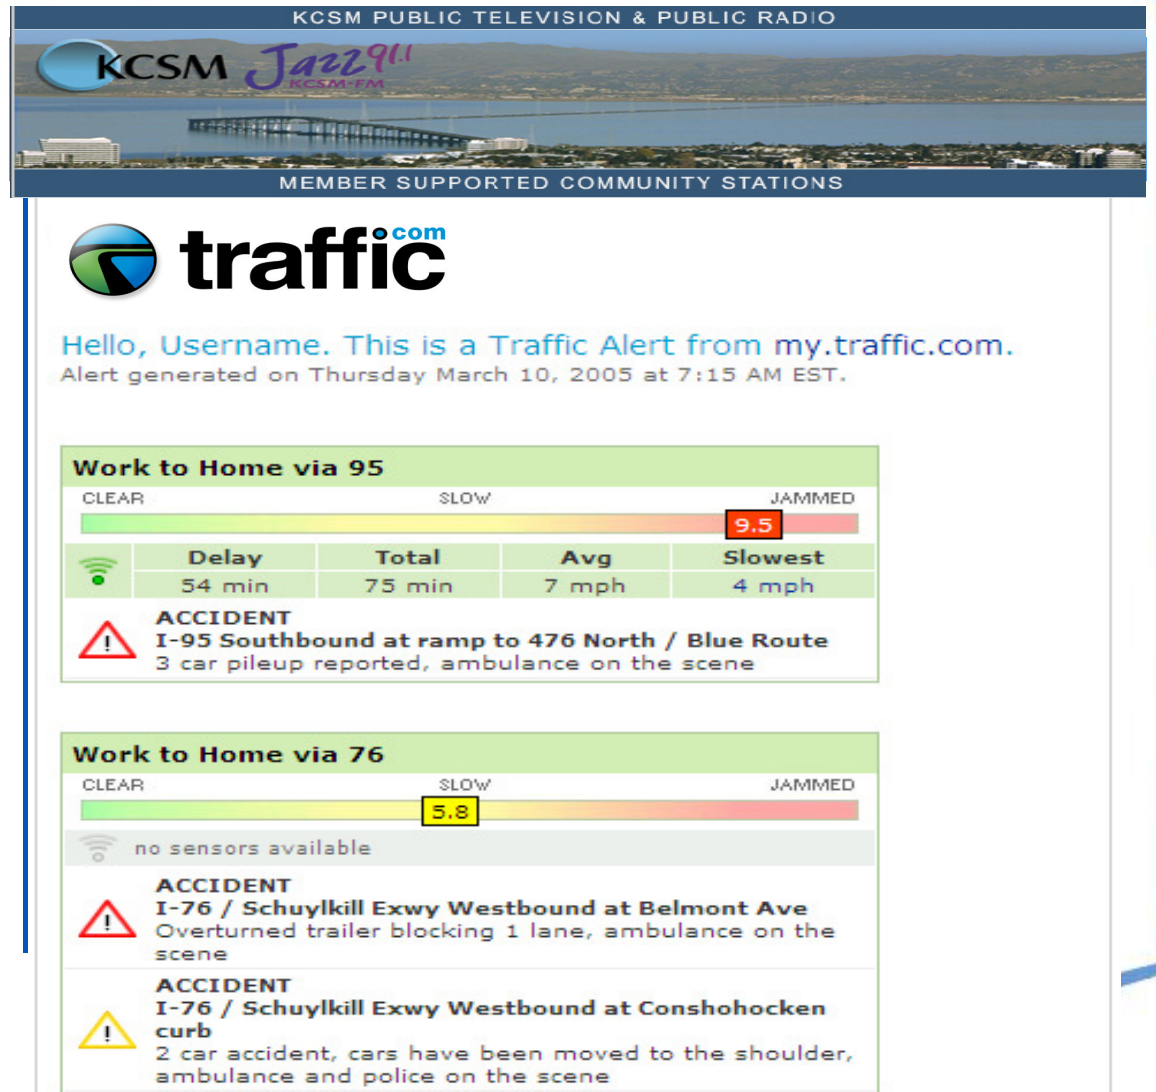 KCSM PUBLIC TELEVISION & PUBLIC RADIO
KCSM Jazz 91.1
KCSM-FM
MEMBER SUPPORTED COMMUNITY STATIONS
traffic.com
Hello, Username. This is a Traffic Alert from my.traffic.com.
Alert generated on Thursday March 10, 2005 at 7:15 AM EST.
Work to Home via 95
CLEAR SLOW JAMMED
9.5
Delay Total Avg Slowest
54 min 75 min 7 mph 4 mph
ACCIDENT
I-95 Southbound at ramp to 476 North / Blue Route
3 car pileup reported, ambulance on the scene
Work to Home via 76
CLEAR SLOW JAMMED
5.8
no sensors available
ACCIDENT
I-76 / Schuylkill Exwy Westbound at Belmont Ave
Overturned trailer blocking 1 lane, ambulance on the
scene
ACCIDENT
I-76 / Schuylkill Exwy Westbound at Conshohocken
curb
2 car accident, cars have been moved to the shoulder,
ambulance and police on the scene